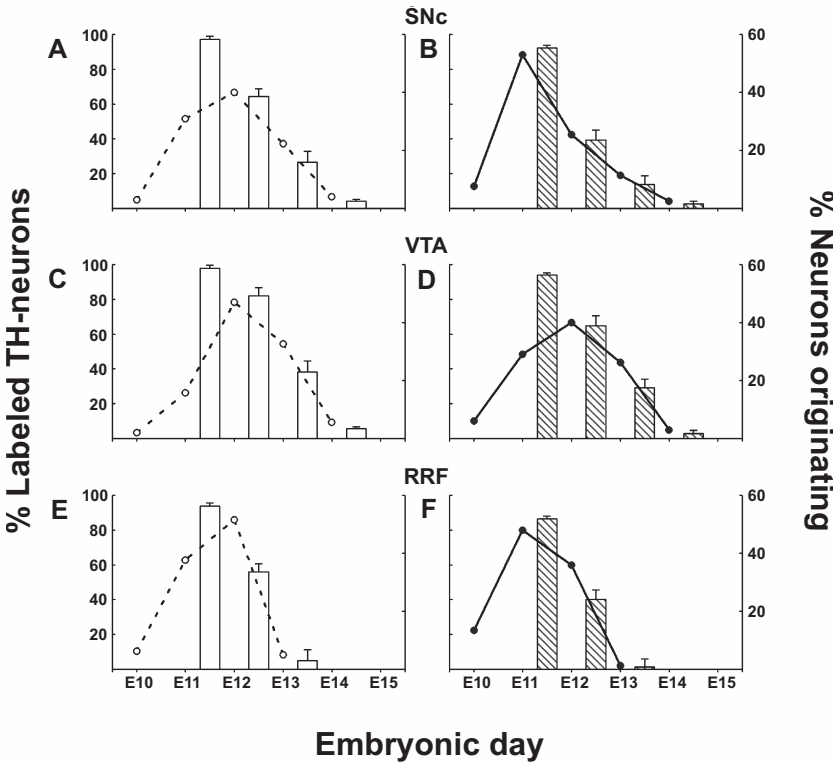 SNc
A
B
100
80
60
40
20
60
40
20
VTA
C
D
100
80
60
40
20
60
40
20
RRF
E
F
100
80
60
40
20
60
40
20
E10 E11 E12 E13 E14 E15
E10 E11 E12 E13 E14 E15
% Labeled TH-neurons
% Neurons originating
Embryonic day